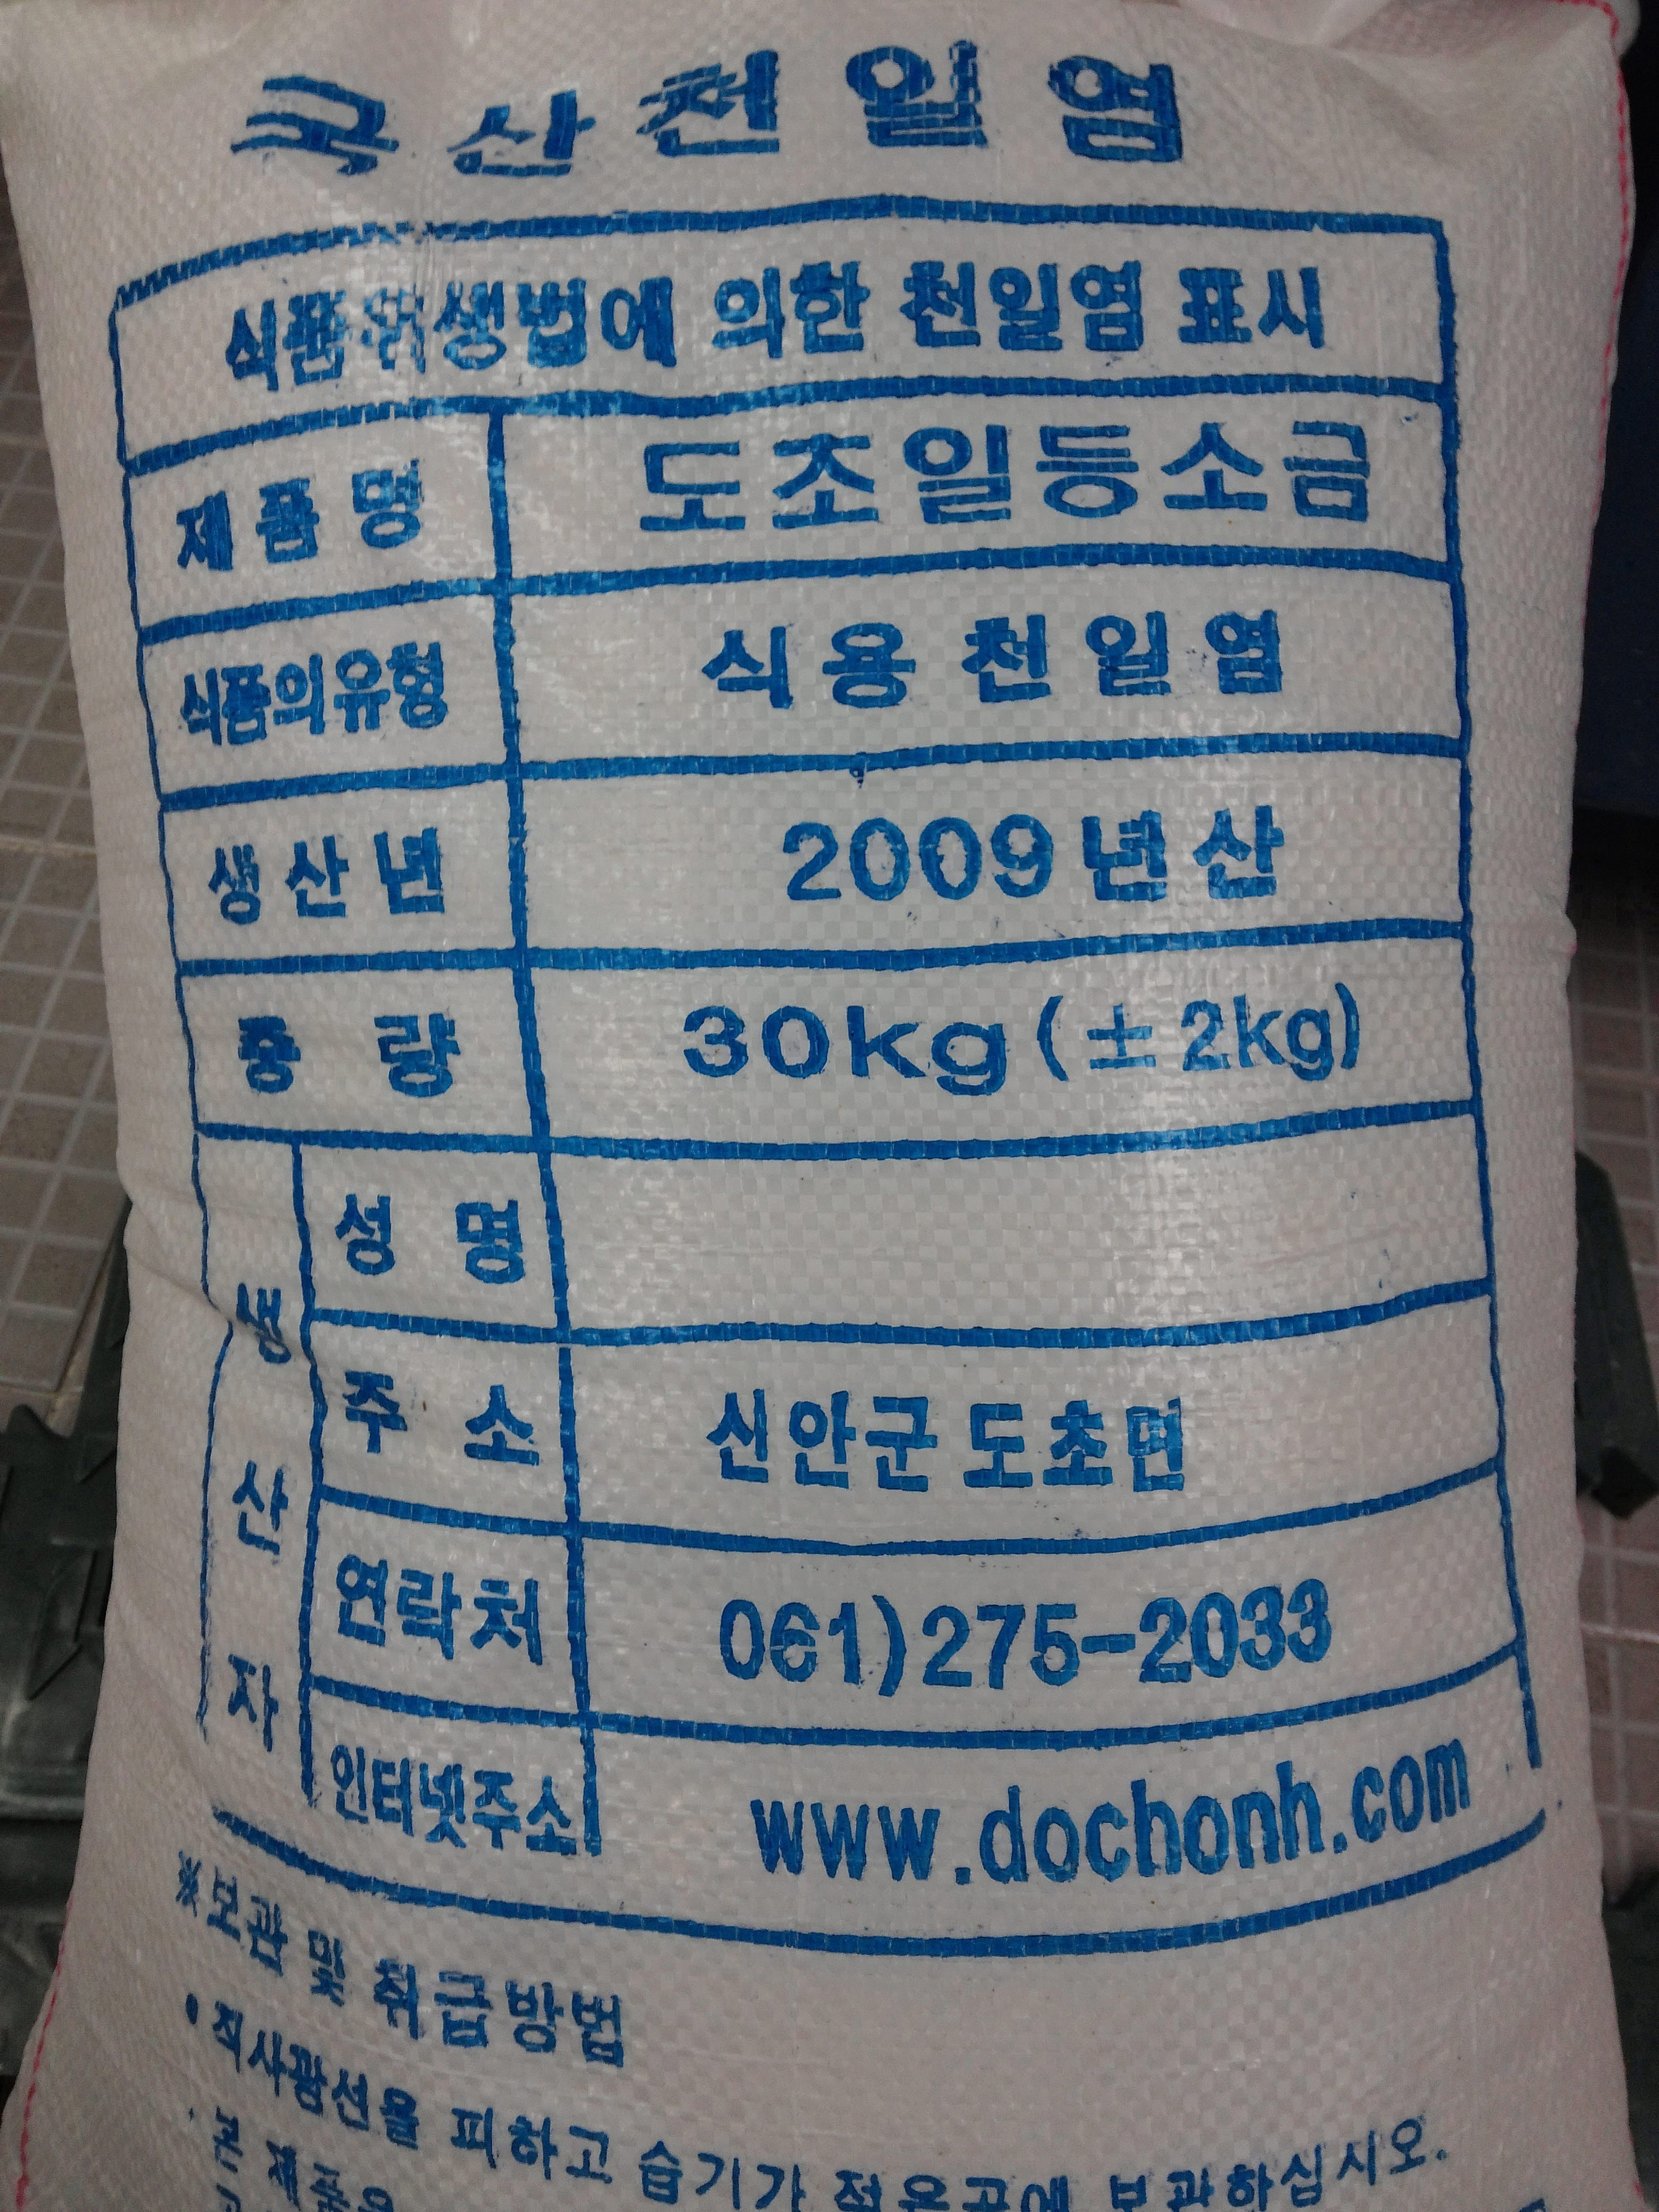 국산천일염
식품위생법에 의한 천일염 표시
제품명 도초일등소금
식품의유형 식용천일염
생산년 2009년산
중량 30kg(±2kg)
생산자
성명
주소 신안군 도초면
연락처 061)275-2033
인터넷주소 www.dochonh.com
※보관 및 취급방법
•직사광선을 피하고 습기가 적은곳에 보관하십시오.
본 제품은